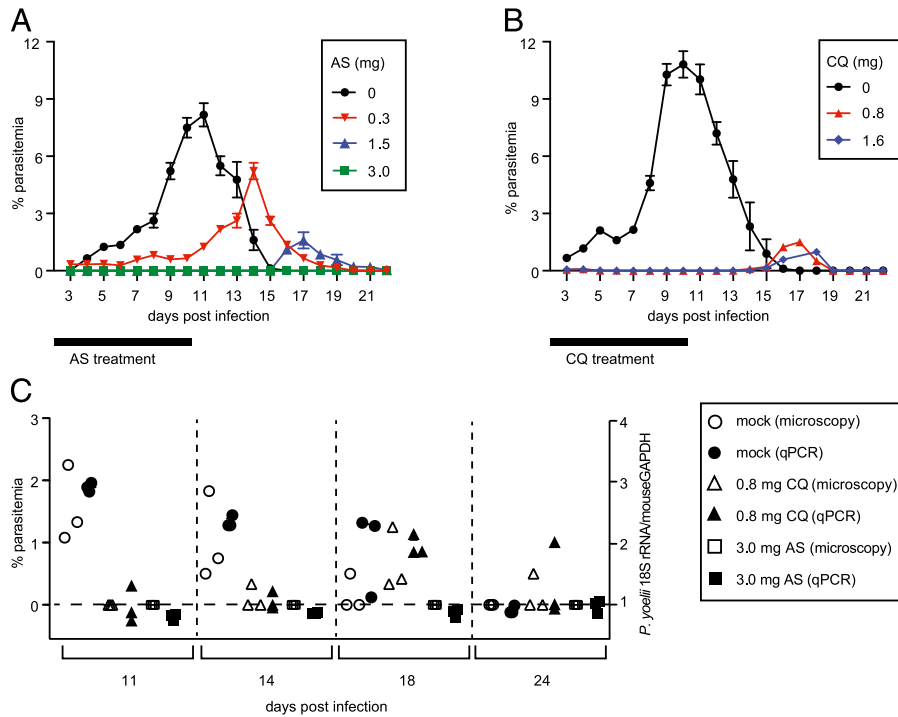 A
12
9
6
3
0
% parasitemia
3 5 7 9 11 13 15 17 19 21
days post infection
AS treatment
AS (mg)
0
0.3
1.5
3.0
B
12
9
6
3
0
% parasitemia
3 5 7 9 11 13 15 17 19 21
days post infection
CQ treatment
CQ (mg)
0
0.8
1.6
C
3
2
1
0
% parasitemia
4
3
2
1
P. yoelii 18S rRNA/mouseGAPDH
11 14 18 24
days post infection
mock (microscopy)
mock (qPCR)
0.8 mg CQ (microscopy)
0.8 mg CQ (qPCR)
3.0 mg AS (microscopy)
3.0 mg AS (qPCR)